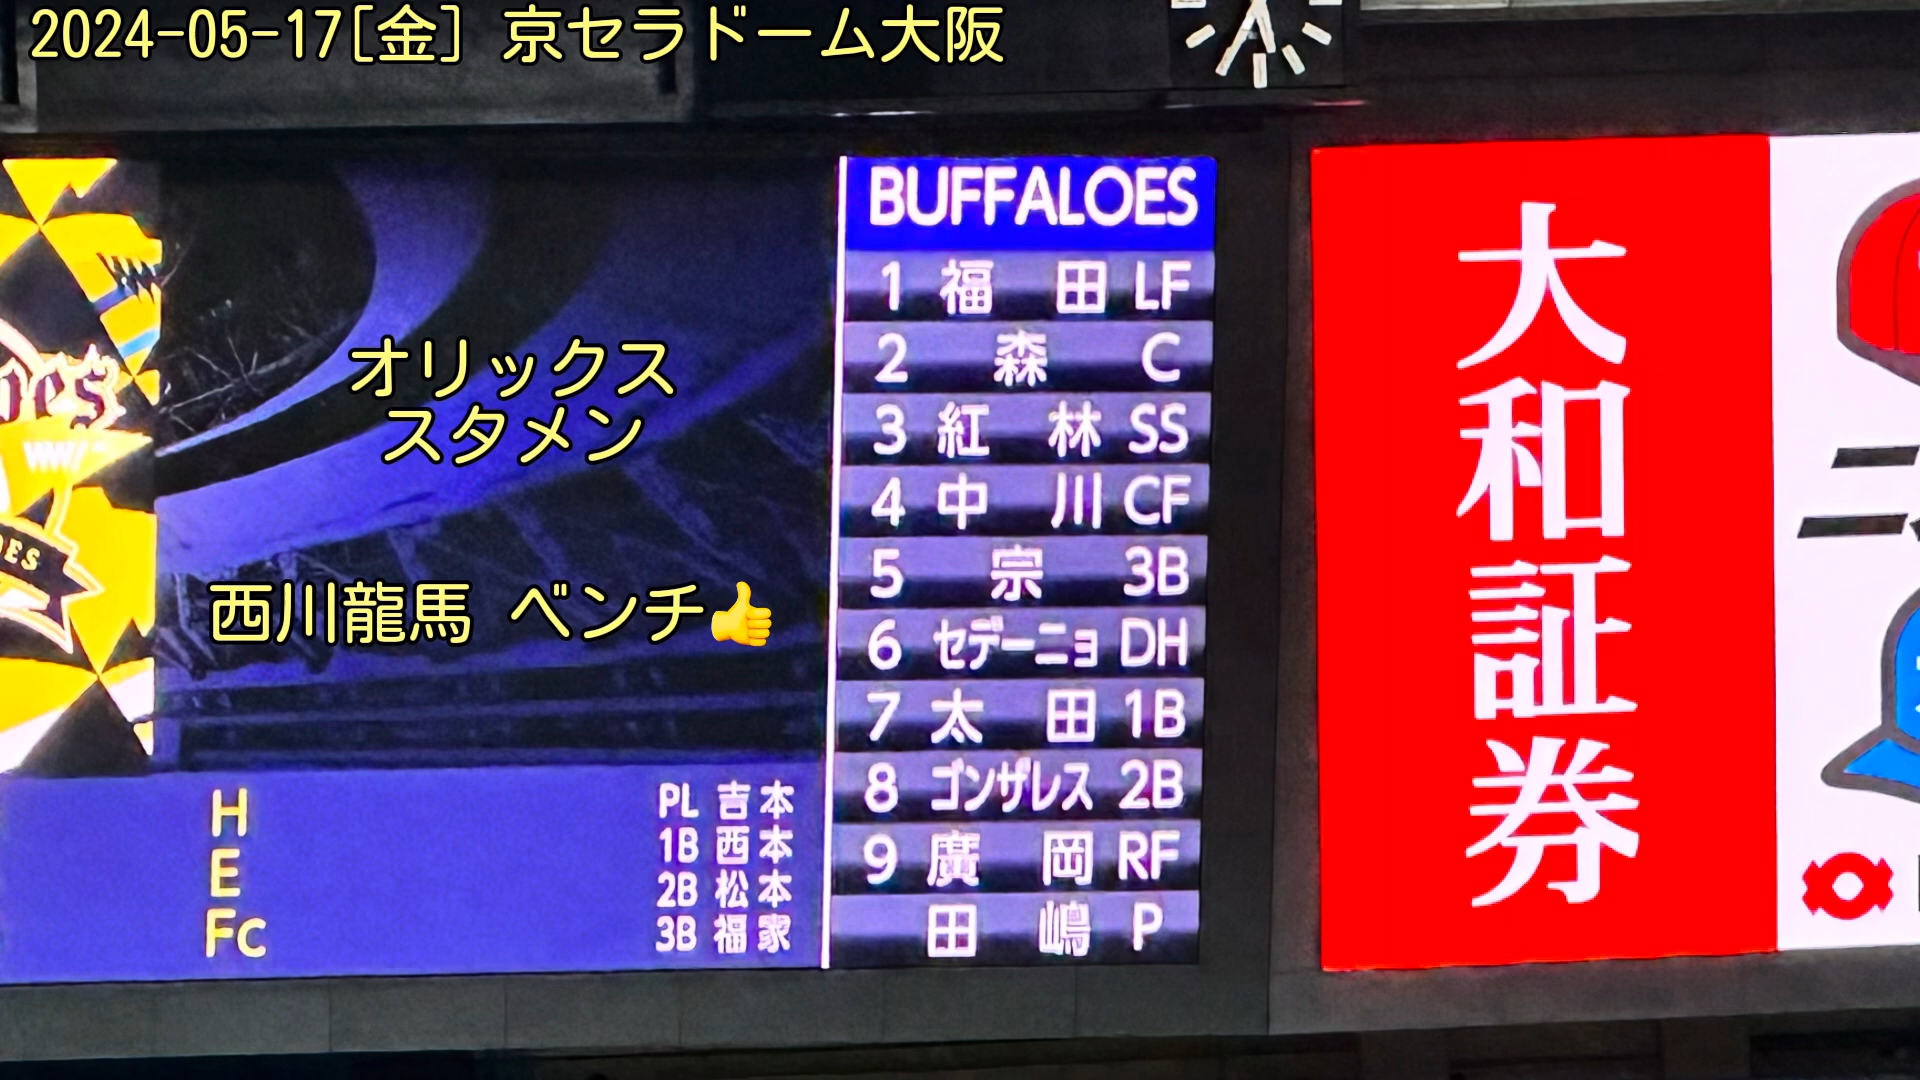 2024-05-17[金] 京セラドーム大阪
オリックス
スタメン
西川龍馬 ベンチ👍
H
E
Fc
PL 吉本
1B 西本
2B 松本
3B 福家
BUFFALOES
1 福田 LF
2 森 C
3 紅林 SS
4 中川 CF
5 宗 3B
6 セデーニョ DH
7 太田 1B
8 ゴンザレス 2B
9 廣岡 RF
田嶋 P
大和証券